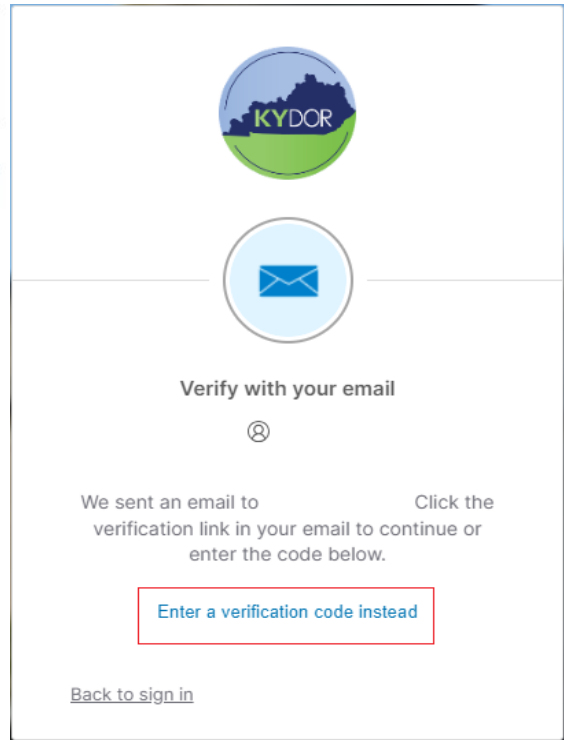 KYDOR
Verify with your email
We sent an email to Click the
verification link in your email to continue or
enter the code below.
Enter a verification code instead
Back to sign in